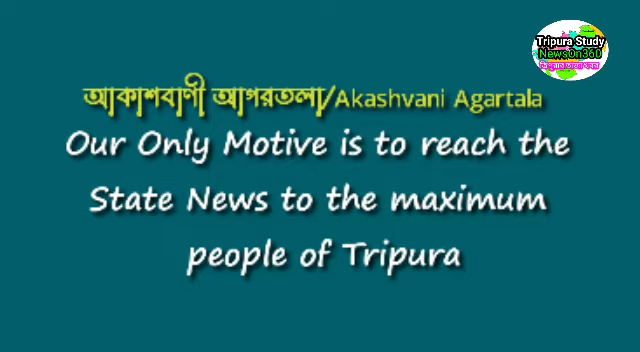 Tripura Study
NewsOn360
আকাশবাণী আগরতলা/Akashvani Agartala
Our Only Motive is to reach the
State News to the maximum
people of Tripura